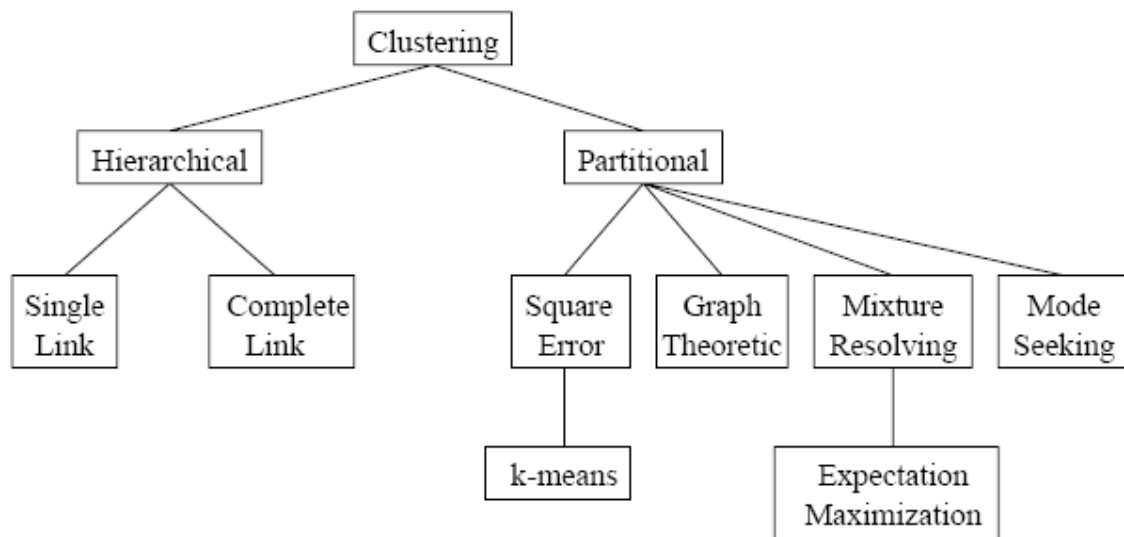 Clustering
Hierarchical
Partitional
Single
Link
Complete
Link
Square
Error
Graph
Theoretic
Mixture
Resolving
Mode
Seeking
k-means
Expectation
Maximization